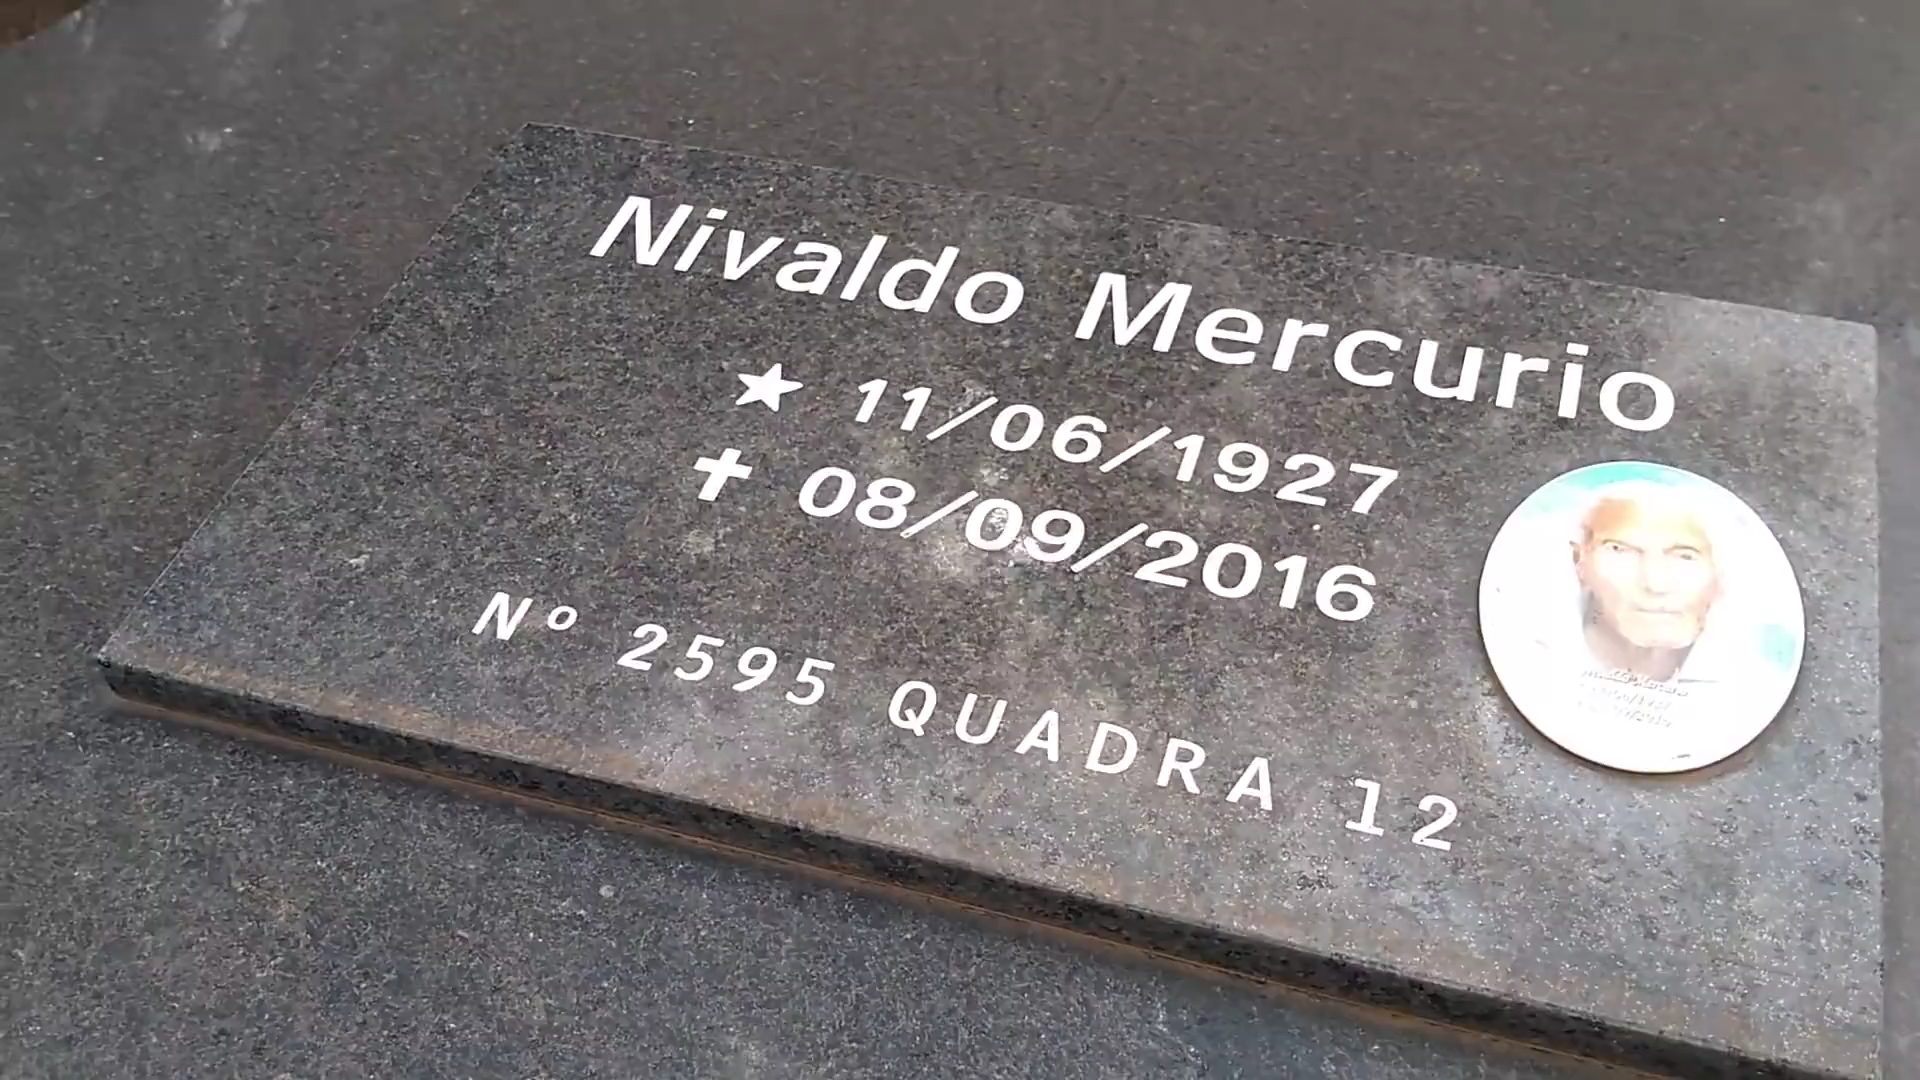 Nivaldo Mercurio
★ 11/06/1927
✝ 08/09/2016
Nº 2595 QUADRA 12